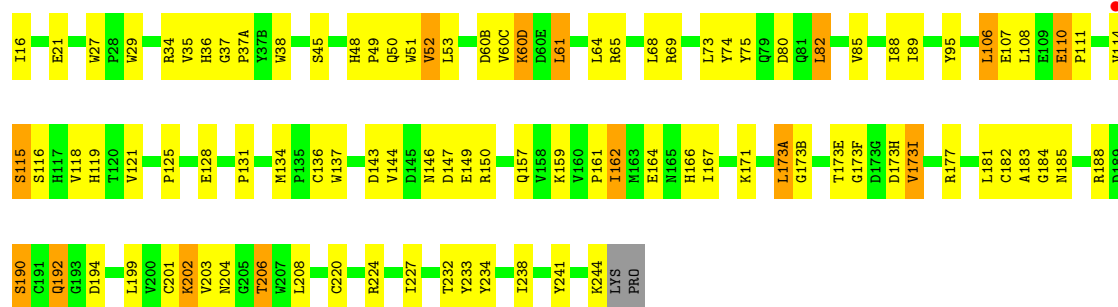 I16 E21 W27 P28 W29 R34 V35 H36 G37 P37A Y37B W38 S45 H48 P49 Q50 W51 V52 L53 D60B V60C K60D D60E L61 L64 R65 L68 R69 L73 Y74 Y75 Q79 D80 Q81 L82 V85 I88 I89 Y95 L106 E107 L108 E109 E110 P111 V114
S115 S116 H117 V118 H119 T120 V121 P125 E128 P131 M134 P135 C136 W137 D143 V144 D145 N146 D147 E149 R150 Q157 V158 K159 V160 P161 I162 M163 E164 N165 H166 I167 K171 L173A G173B T173E G173F D173G D173H V173I R177 L181 C182 A183 G184 N185 R188 D189
S190 C191 Q192 G193 D194 L199 V200 C201 K202 V203 N204 G205 T206 W207 L208 C220 R224 I227 T232 Y233 Y234 I238 Y241 K244 LYS PRO